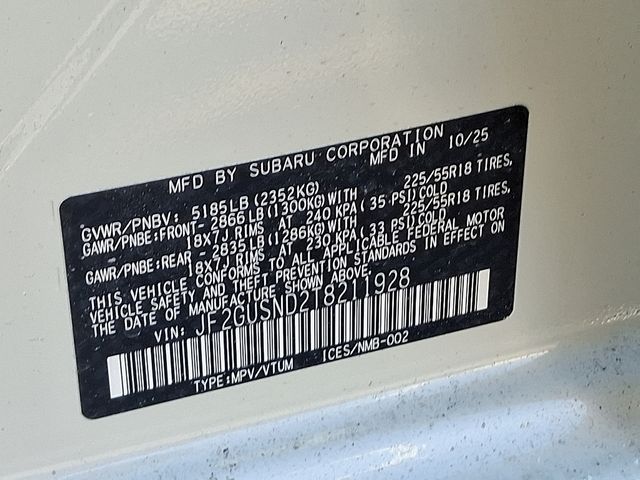 MFD BY SUBARU CORPORATION
MFD IN 10/25
GVWR/PNBV: 5185LB (2352KG)
GAWR/PNBE:FRONT- 2866 LB (1300KG) WITH 225/55R18 TIRES,
18X7J RIMS AT 240 KPA (35 PSI) COLD
GAWR/PNBE:REAR - 2835 LB (1286KG) WITH 225/55R18 TIRES,
18X7J RIMS AT 230 KPA (33 PSI) COLD
THIS VEHICLE CONFORMS TO ALL APPLICABLE FEDERAL MOTOR
VEHICLE SAFETY AND THEFT PREVENTION STANDARDS IN EFFECT ON
THE DATE OF MANUFACTURE SHOWN ABOVE.
VIN: JF2GUSND2T8211928
TYPE:MPV/VTUM ICES/NMB-002